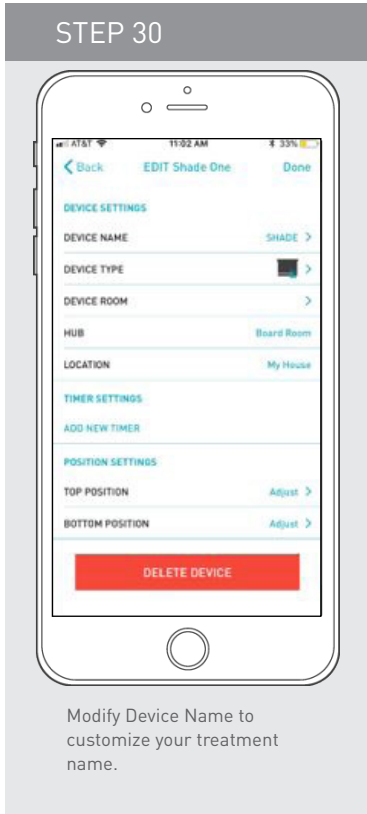 STEP 30
AT&T 11:02 AM 33%
Back EDIT Shade One Done
DEVICE SETTINGS
DEVICE NAME SHADE
DEVICE TYPE
DEVICE ROOM
HUB Board Room
LOCATION My House
TIMER SETTINGS
ADD NEW TIMER
POSITION SETTINGS
TOP POSITION Adjust
BOTTOM POSITION Adjust
DELETE DEVICE
Modify Device Name to
customize your treatment
name.